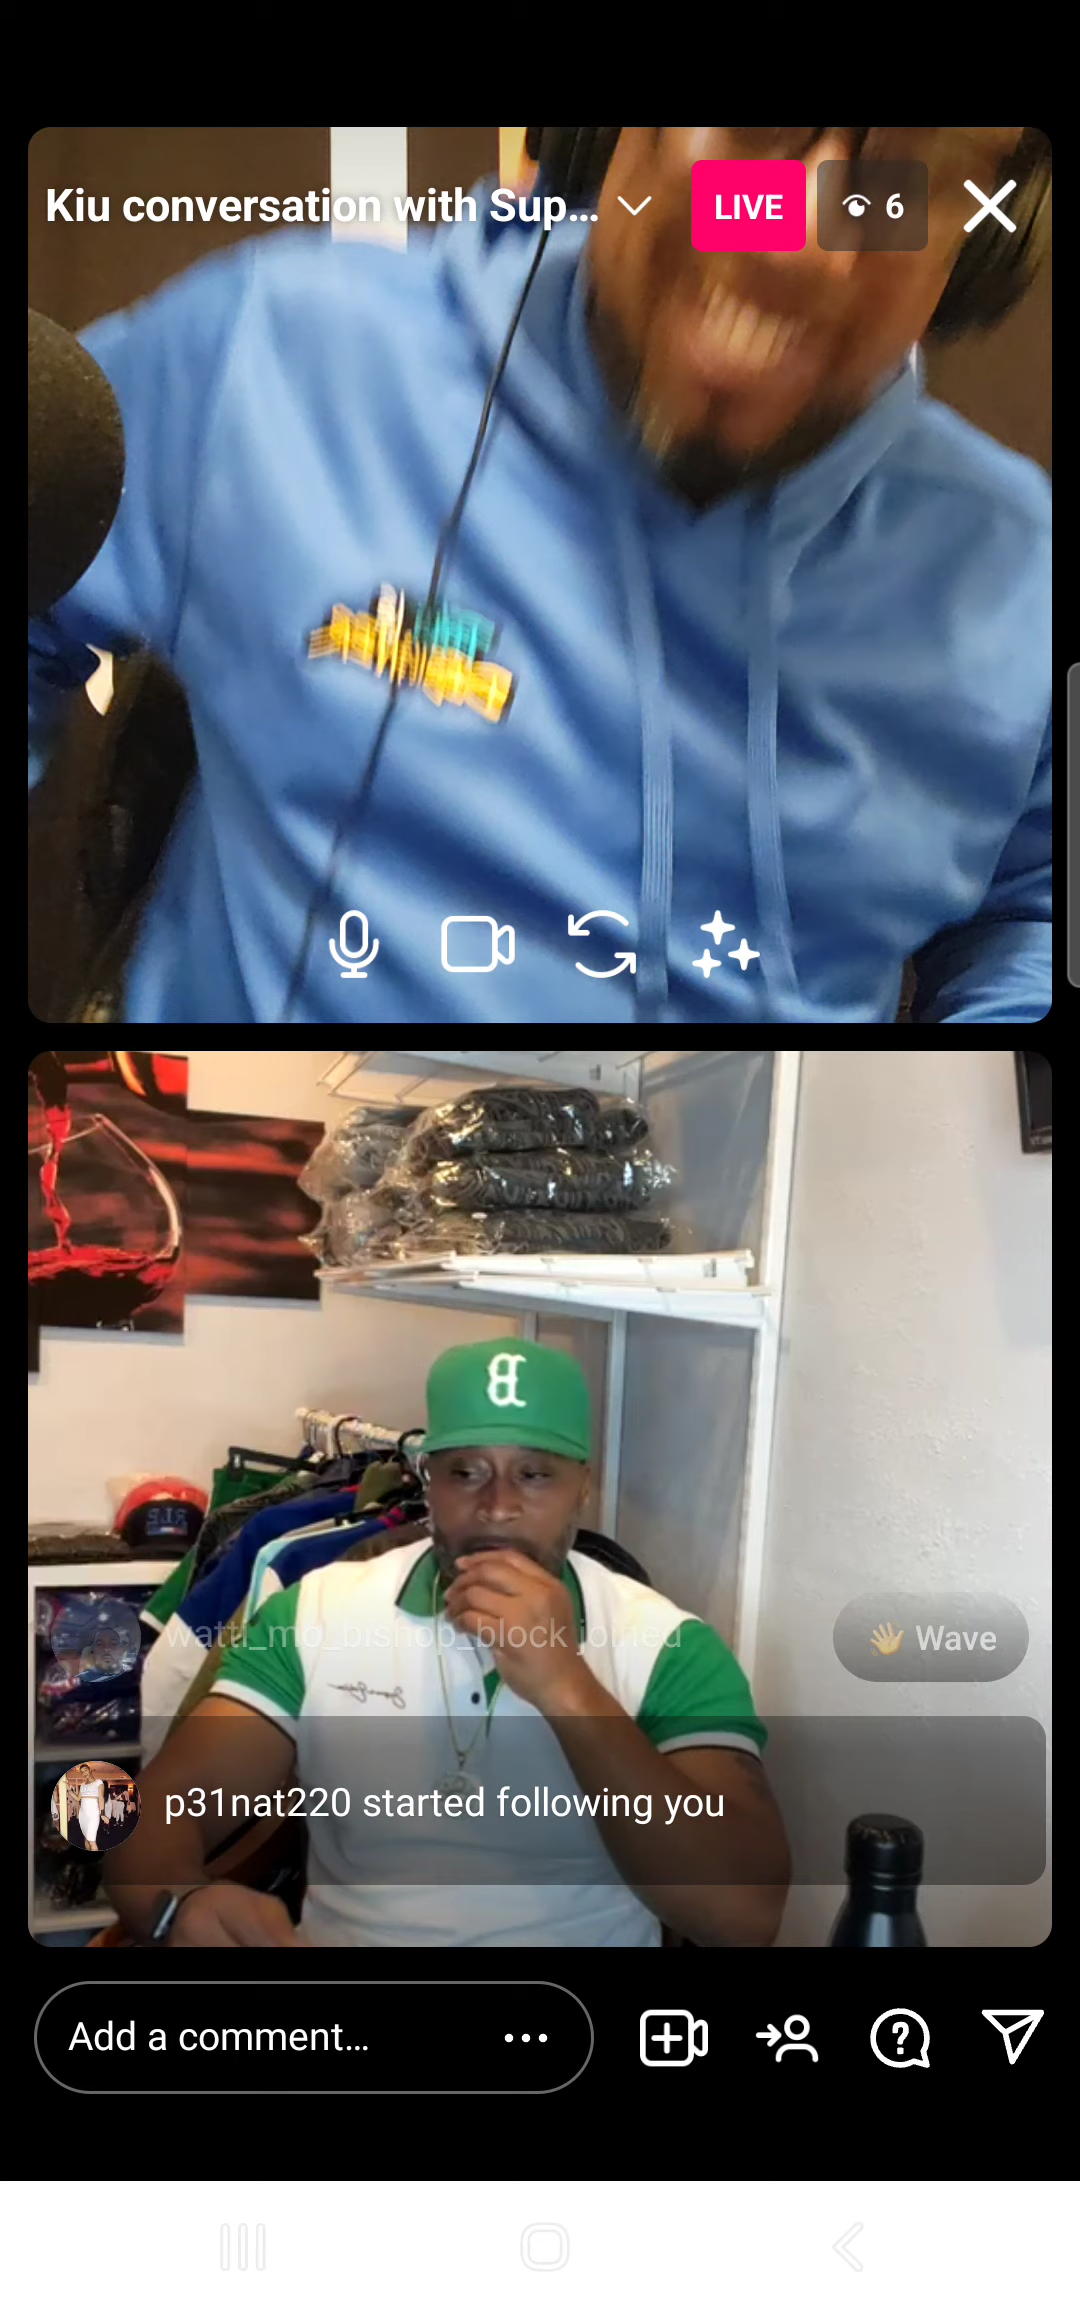 Kiu conversation with Sup...
LIVE
6
watti_mo_bishop_block joined
👋 Wave
p31nat220 started following you
Add a comment...